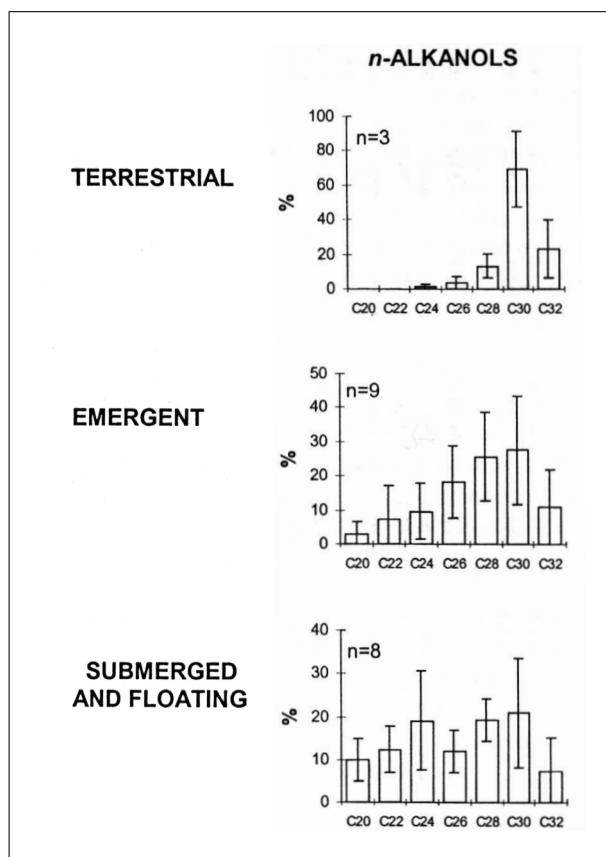 n-ALKANOLS
TERRESTRIAL
n=3
%
100
80
60
40
20
0
C20 C22 C24 C26 C28 C30 C32
EMERGENT
n=9
%
50
40
30
20
10
0
C20 C22 C24 C26 C28 C30 C32
SUBMERGED
AND FLOATING
n=8
%
40
30
20
10
0
C20 C22 C24 C26 C28 C30 C32